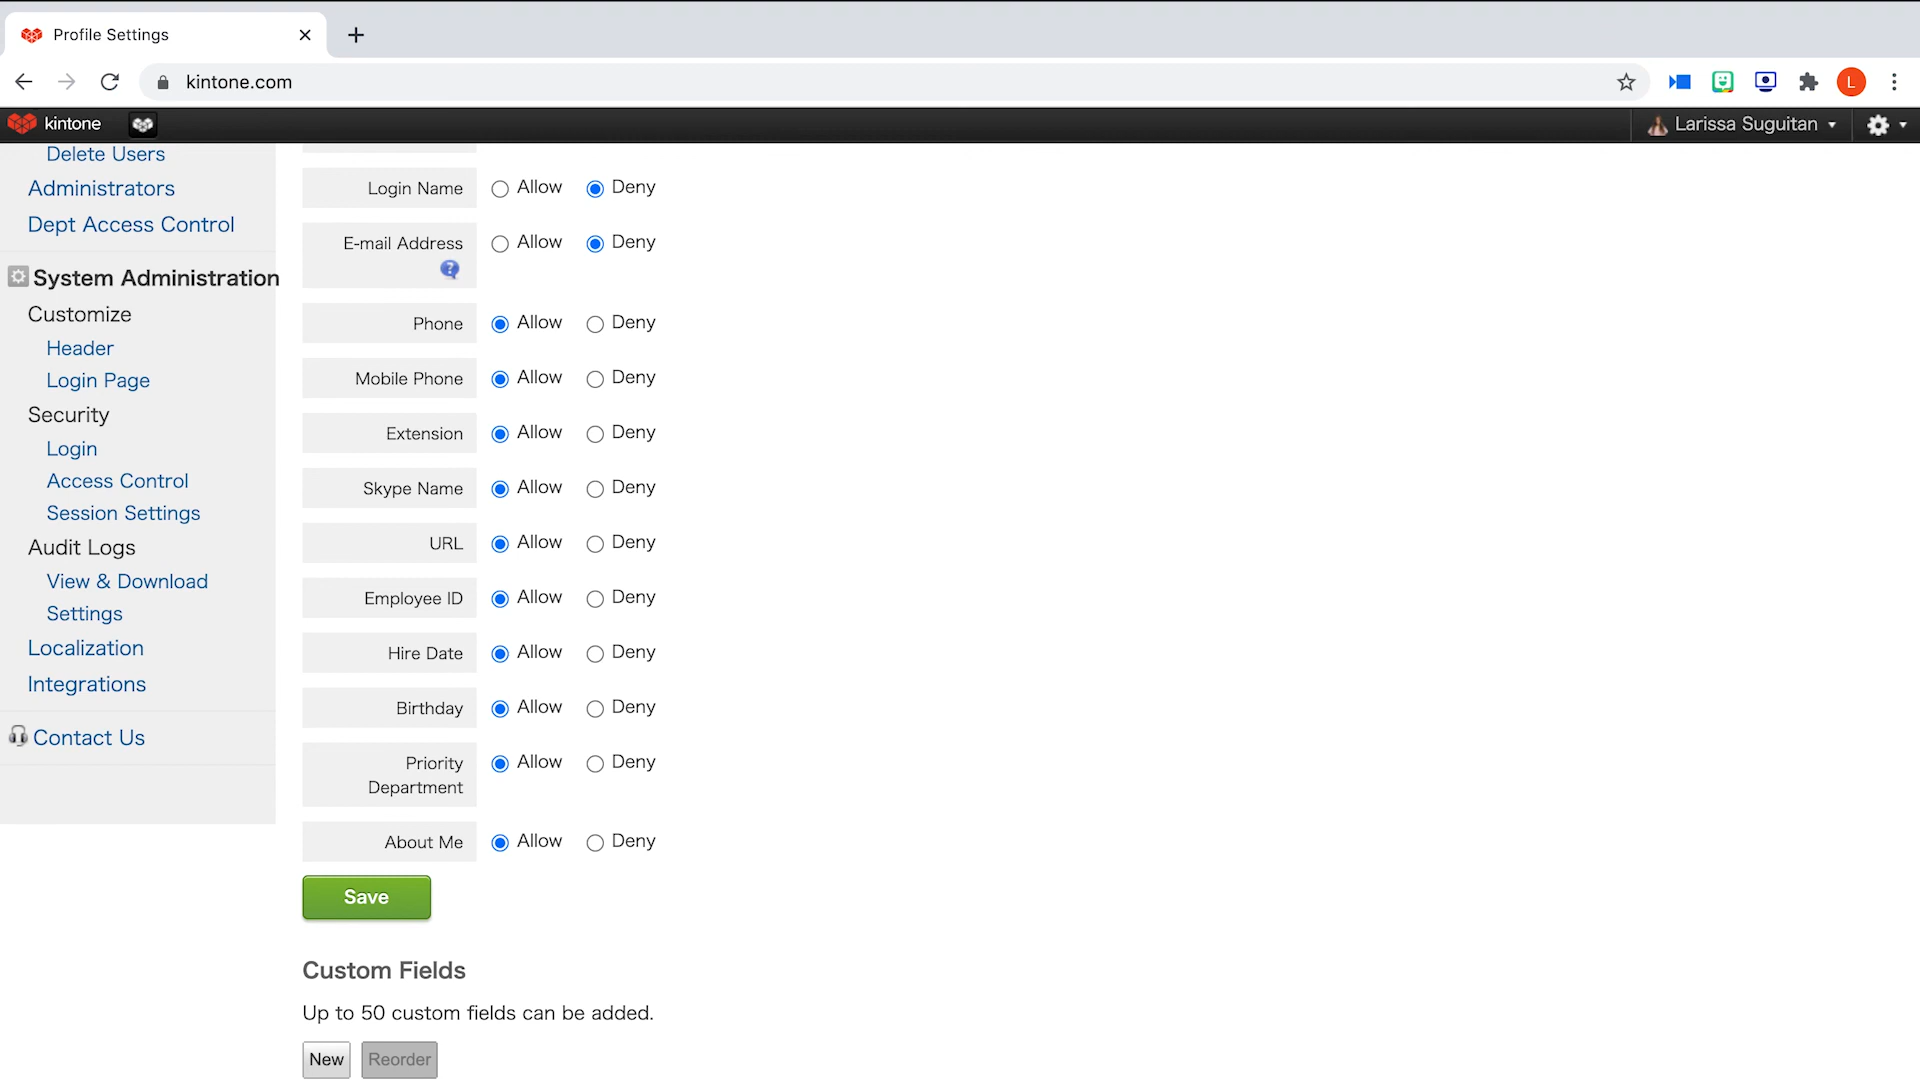 Profile Settings
kintone.com
L
kintone
Larissa Suguitan
Delete Users
Administrators
Dept Access Control
System Administration
Customize
Header
Login Page
Security
Login
Access Control
Session Settings
Audit Logs
View & Download
Settings
Localization
Integrations
Contact Us
Login Name Allow Deny
E-mail Address Allow Deny
?
Phone Allow Deny
Mobile Phone Allow Deny
Extension Allow Deny
Skype Name Allow Deny
URL Allow Deny
Employee ID Allow Deny
Hire Date Allow Deny
Birthday Allow Deny
Priority Allow Deny
Department
About Me Allow Deny
Save
Custom Fields
Up to 50 custom fields can be added.
New Reorder